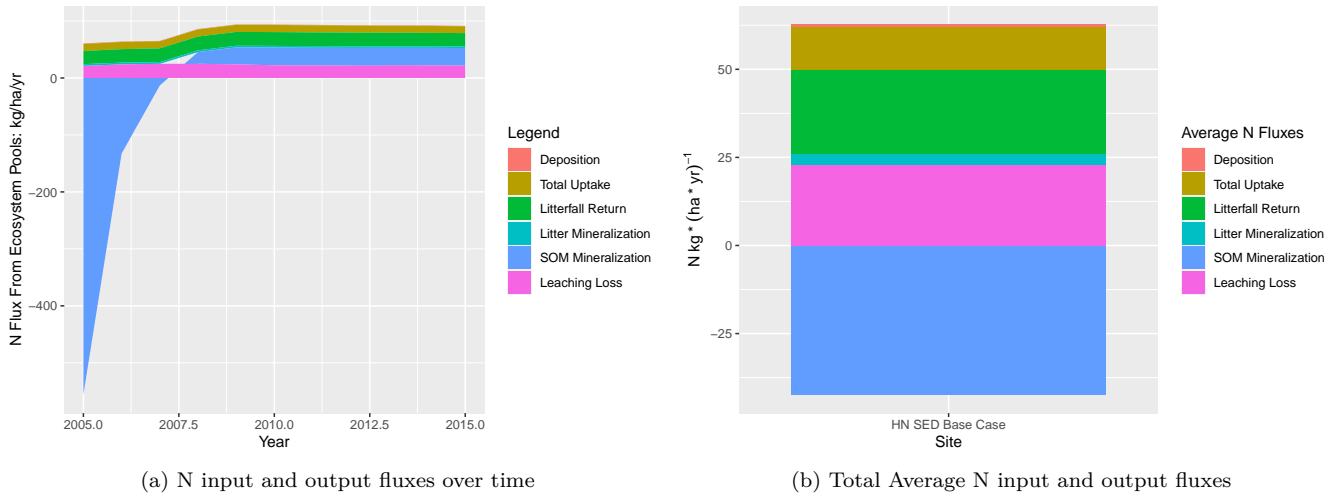 N Flux From Ecosystem Pools: kg/ha/yr
0
−200
−400
2005.0 2007.5 2010.0 2012.5 2015.0
Year
Legend
Deposition
Total Uptake
Litterfall Return
Litter Mineralization
SOM Mineralization
Leaching Loss
(a) N input and output fluxes over time
N kg * (ha * yr)⁻¹
50
25
0
−25
HN SED Base Case
Site
Average N Fluxes
Deposition
Total Uptake
Litterfall Return
Litter Mineralization
SOM Mineralization
Leaching Loss
(b) Total Average N input and output fluxes